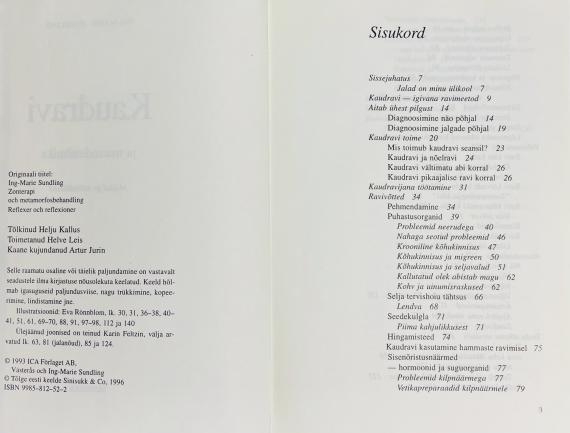 Originaali tiitel:
Ing-Marie Sundling
Zonterapi
och metamorfosbehandling
Reflexer och reflexioner
Tõlkinud Helju Kallus
Toimetanud Helve Leis
Kaane kujundanud Artur Jurin
Selle raamatu osaline või täielik paljundamine on vastavalt
seadustele ilma kirjastuse nõusolekuta keelatud. Keeld hõl-
mab igasuguseid paljundusviise, nagu trükkimine, kopee-
rimine, lindistamine jne.
Illustratsioonid: Eva Rönnblom, lk. 30, 31, 36–38, 40–
41, 51, 61, 69–70, 88, 91, 97–98, 112 ja 140
Ülejäänud joonised on teinud Karin Feltzin, välja ar-
vatud lk. 63, 81 (jalanõud), 85 ja 124.
© 1993 ICA Förlaget AB,
Västerås och Ing-Marie Sundling
© Tõlge eesti keelde Sinisukk & Co, 1996
ISBN 9985-812-52-2
Sisukord
Sissejuhatus 7
Jalad on minu ülikool 7
Kaudravi — igivana ravimeetod 9
Aitab ühest pilgust 14
Diagnoosimine näo põhjal 14
Diagnoosimine jalgade põhjal 19
Kaudravi toime 20
Mis toimub kaudravi seansil? 23
Kaudravi ja nõelravi 24
Kaudravi vältimatu abi korral 26
Kaudravi pikaajalise ravi korral 26
Kaudravijana töötamine 31
Ravivõtted 34
Pehmendamine 34
Puhastusorganid 39
Probleemid neerudega 40
Nahaga seotud probleemid 46
Krooniline kõhukinnisus 47
Kõhukinnisus ja migreen 50
Kõhukinnisus ja seljavalud 51
Kallutatud olek abistab magu 62
Kohv ja uinumisraskused 62
Selja tervishoiu tähtsus 66
Lendva 68
Seedekulgla 71
Piima kahjulikkusest 71
Hingamisteed 74
Kaudravi kasutamine hammaste ravimisel 75
Sisenõristusnäärmed
— hormoonid ja suguorganid 77
Probleemid kilpnäärmega 77
Vetikapreparaadid kilpnäärmele 79
3